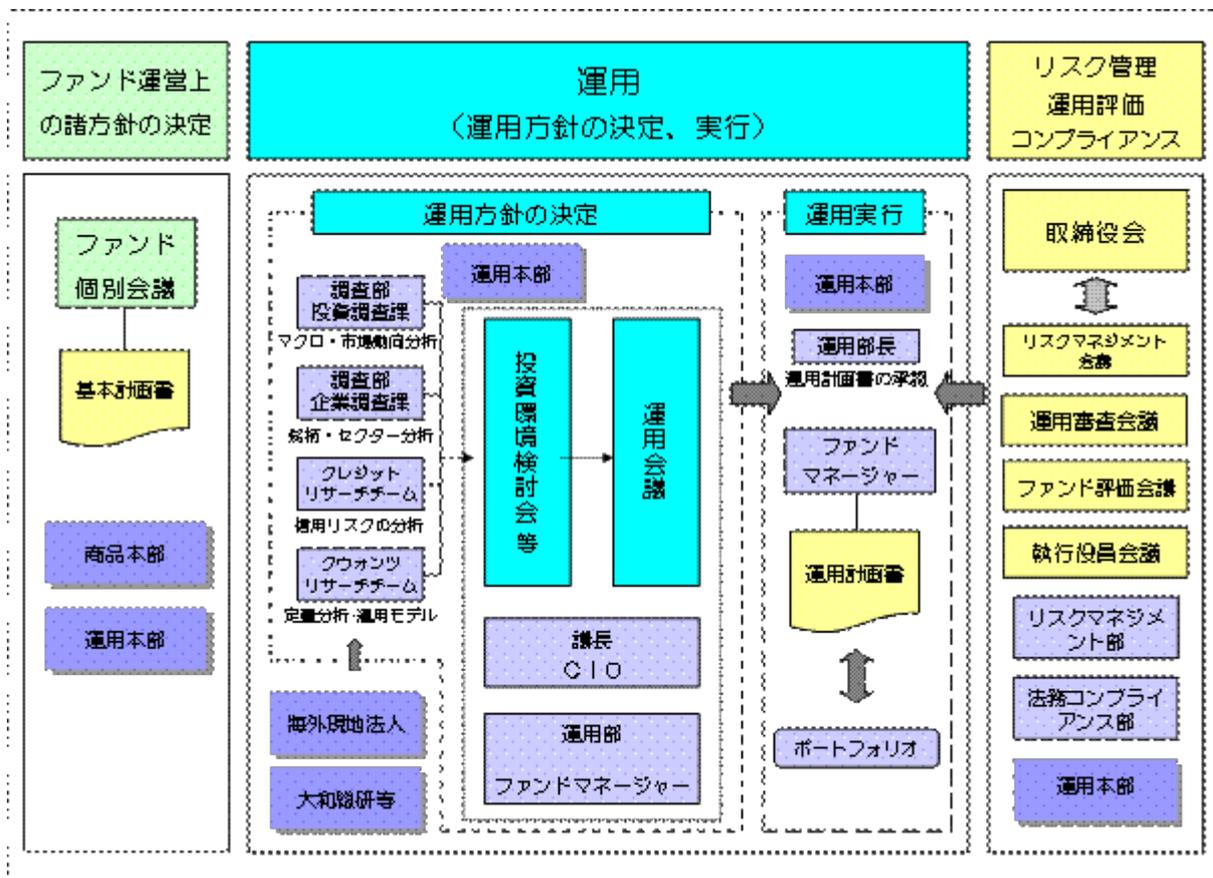 ファンド運営上
の諸方針の決定
運用
（運用方針の決定、実行）
リスク管理
運用評価
コンプライアンス
ファンド
個別会議
基本計画書
商品本部
運用本部
運用方針の決定
運用本部
調査部
投資調査課
マクロ・市場動向分析
調査部
企業調査課
銘柄・セクター分析
クレジット
リサーチチーム
信用リスクの分析
クウォンツ
リサーチチーム
定量分析・運用モデル
海外現地法人
大和総研等
投資環境検討会等
運用会議
議長
ＣＩＯ
運用部
ファンドマネージャー
運用実行
運用本部
運用部長
運用計画書の承認
ファンド
マネージャー
運用計画書
ポートフォリオ
取締役会
リスクマネジメント
会議
運用審査会議
ファンド評価会議
執行役員会議
リスクマネジメ
ント部
法務コンプライ
アンス部
運用本部